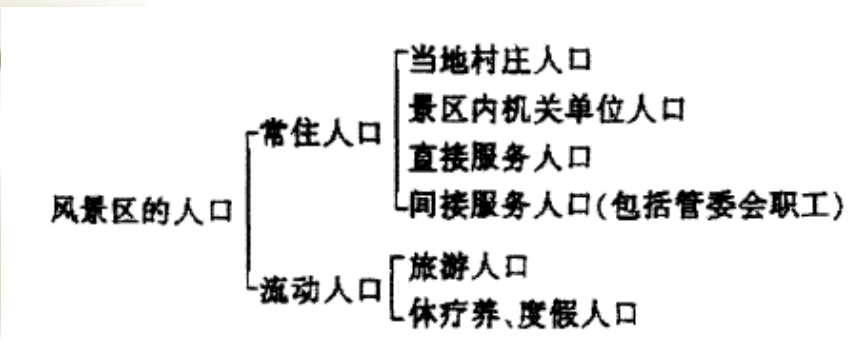 当地村庄人口
景区内机关单位人口
常住人口
直接服务人口
间接服务人口(包括管委会职工)
风景区的人口
旅游人口
流动人口
休疗养、度假人口